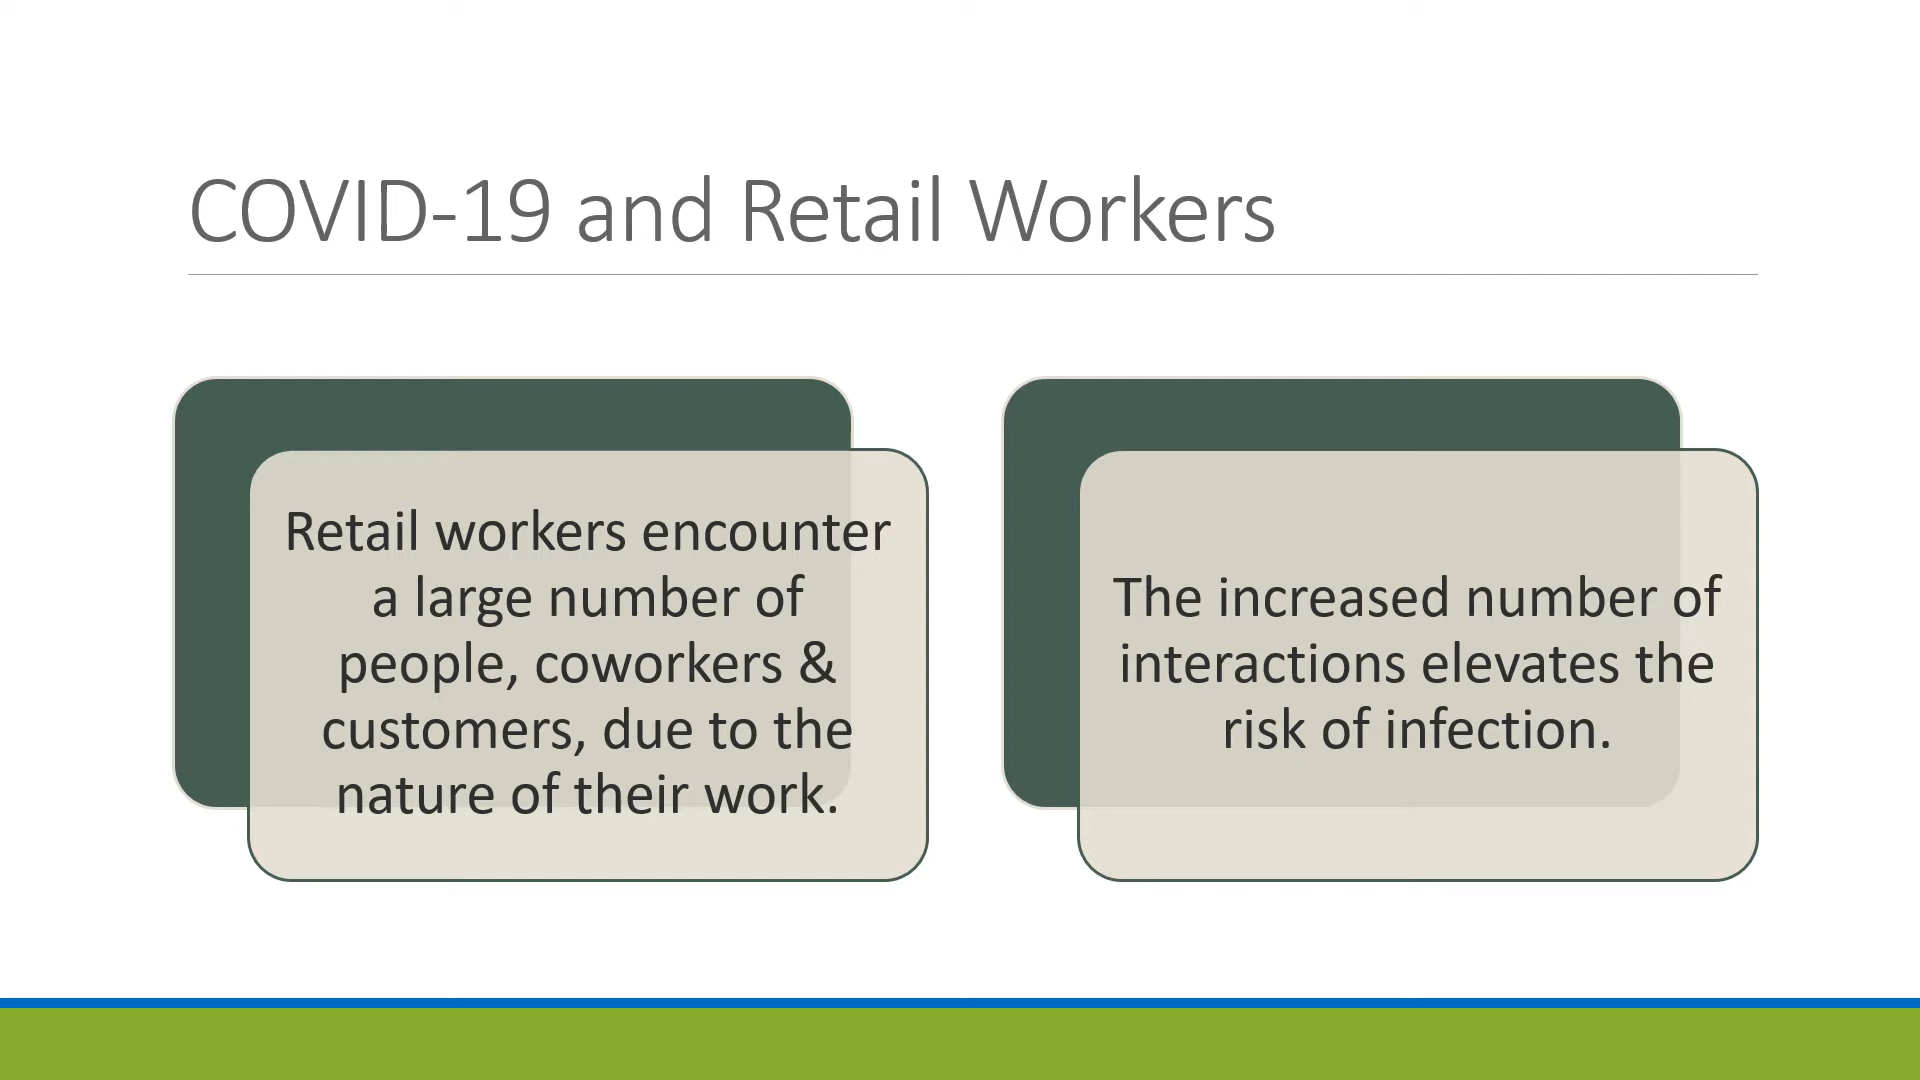 COVID-19 and Retail Workers
Retail workers encounter
a large number of
people, coworkers &
customers, due to the
nature of their work.
The increased number of
interactions elevates the
risk of infection.